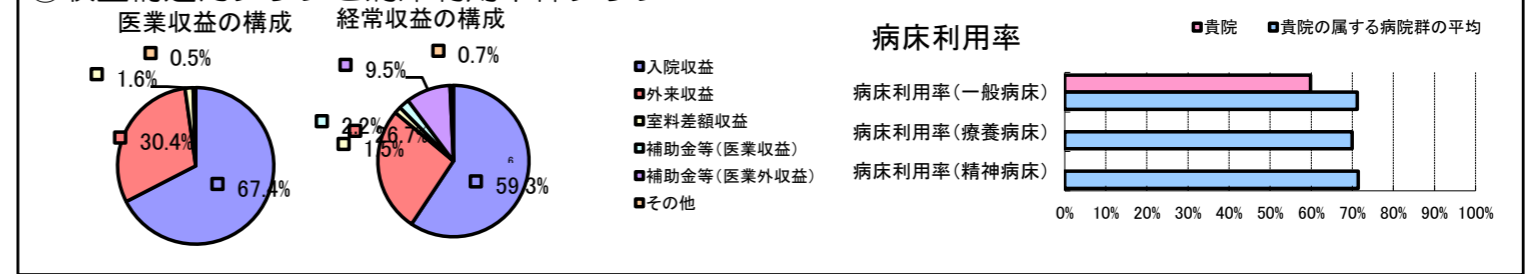 医業収益の構成
0.5%
1.6%
30.4%
67.4%
経常収益の構成
0.7%
9.5%
2.2%
26.7%
1.5%
59.3%
入院収益
外来収益
室料差額収益
補助金等(医業収益)
補助金等(医業外収益)
その他
病床利用率
貴院 貴院の属する病院群の平均
病床利用率(一般病床)
病床利用率(療養病床)
病床利用率(精神病床)
0% 10% 20% 30% 40% 50% 60% 70% 80% 90% 100%